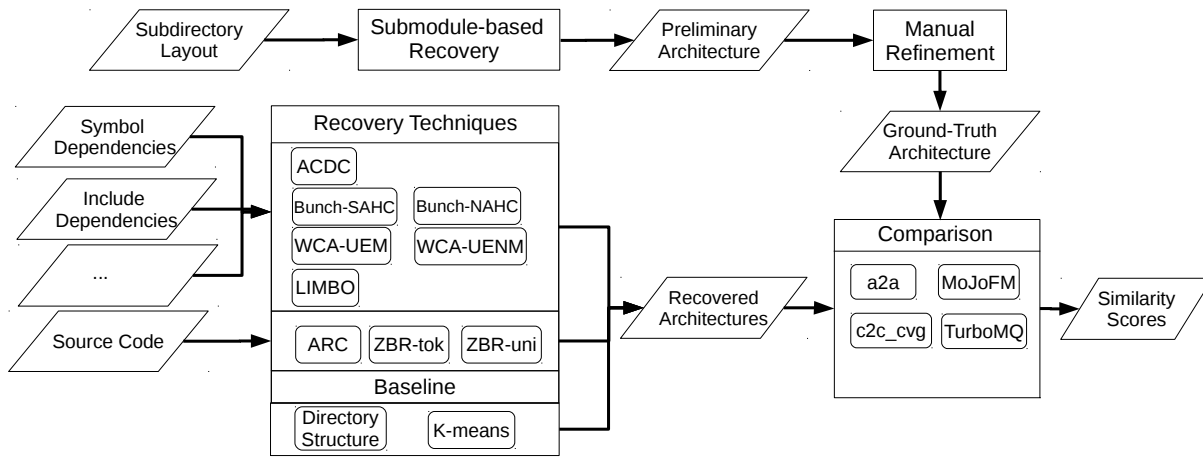 Subdirectory
Layout
Submodule-based
Recovery
Preliminary
Architecture
Manual
Refinement
Symbol
Dependencies
Include
Dependencies
...
Source Code
Recovery Techniques
ACDC
Bunch-SAHC
Bunch-NAHC
WCA-UEM
WCA-UENM
LIMBO
ARC
ZBR-tok
ZBR-uni
Baseline
Directory
Structure
K-means
Recovered
Architectures
Ground-Truth
Architecture
Comparison
a2a
MoJoFM
c2c_cvg
TurboMQ
Similarity
Scores